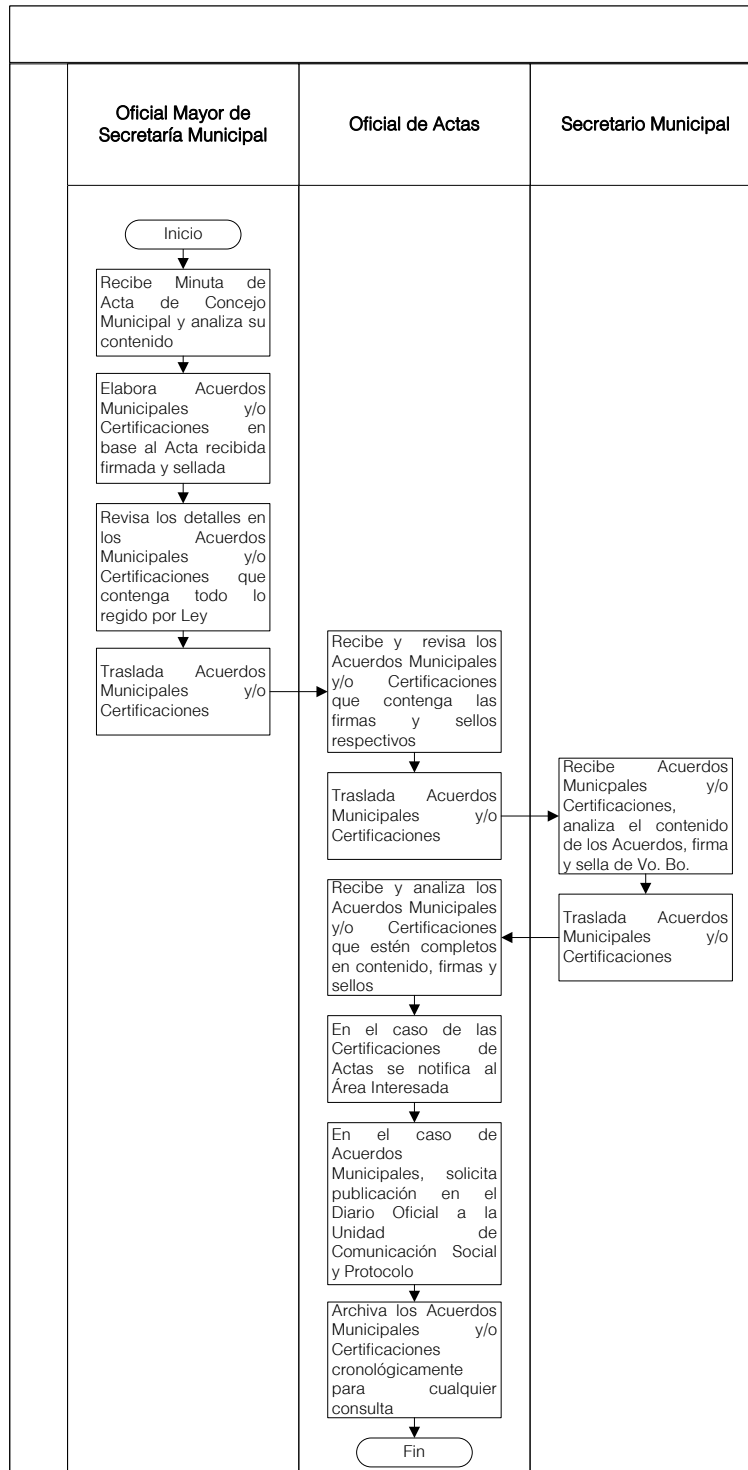 Oficial Mayor de
Secretaría Municipal
Oficial de Actas
Secretario Municipal
Inicio
Recibe Minuta de
Acta de Concejo
Municipal y analiza su
contenido
Elabora Acuerdos
Municipales y/o
Certificaciones en
base al Acta recibida
firmada y sellada
Revisa los detalles en
los Acuerdos
Municipales y/o
Certificaciones que
contenga todo lo
regido por Ley
Traslada Acuerdos
Municipales y/o
Certificaciones
Recibe y revisa los
Acuerdos Municipales
y/o Certificaciones
que contenga las
firmas y sellos
respectivos
Traslada Acuerdos
Municipales y/o
Certificaciones
Recibe Acuerdos
Municpales y/o
Certificaciones,
analiza el contenido
de los Acuerdos, firma
y sella de Vo. Bo.
Traslada Acuerdos
Municipales y/o
Certificaciones
Recibe y analiza los
Acuerdos Municipales
y/o Certificaciones
que estén completos
en contenido, firmas y
sellos
En el caso de las
Certificaciones de
Actas se notifica al
Área Interesada
En el caso de
Acuerdos
Municipales, solicita
publicación en el
Diario Oficial a la
Unidad de
Comunicación Social
y Protocolo
Archiva los Acuerdos
Municipales y/o
Certificaciones
cronológicamente
para cualquier
consulta
Fin